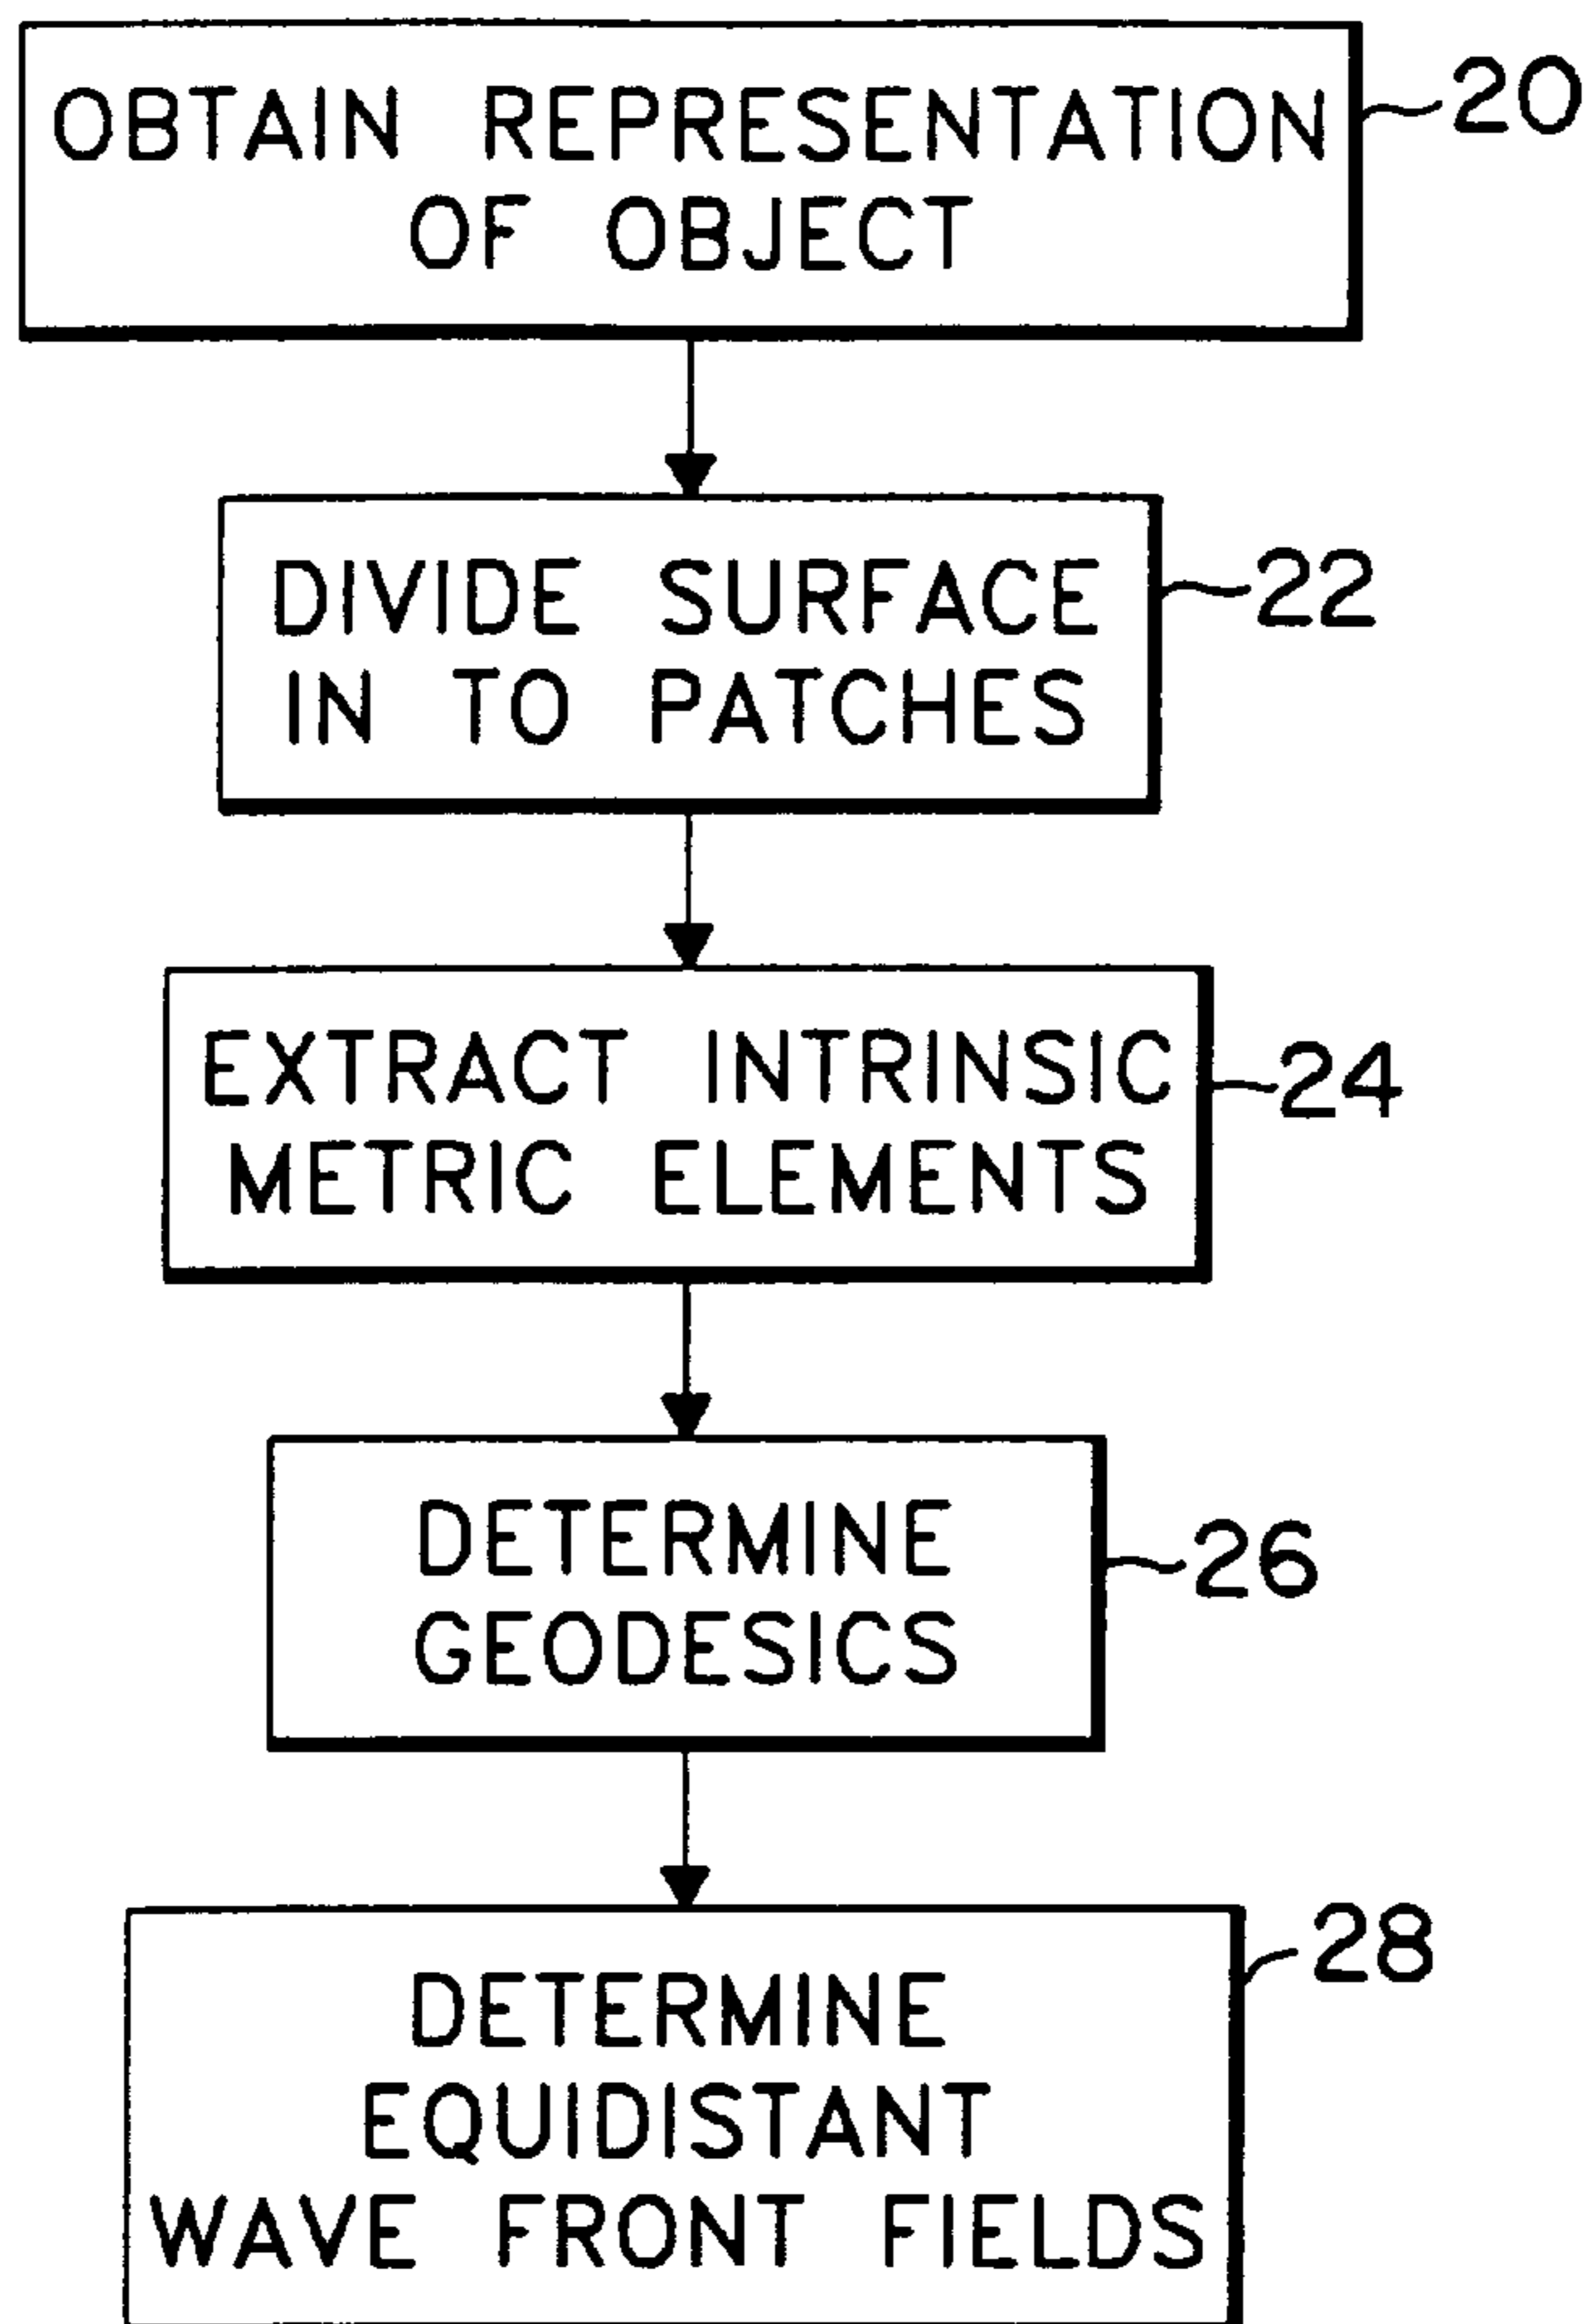 OBTAIN REPRESENTATION
OF OBJECT
20
DIVIDE SURFACE
IN TO PATCHES
22
EXTRACT INTRINSIC
METRIC ELEMENTS
24
DETERMINE
GEODESICS
26
DETERMINE
EQUIDISTANT
WAVE FRONT FIELDS
28